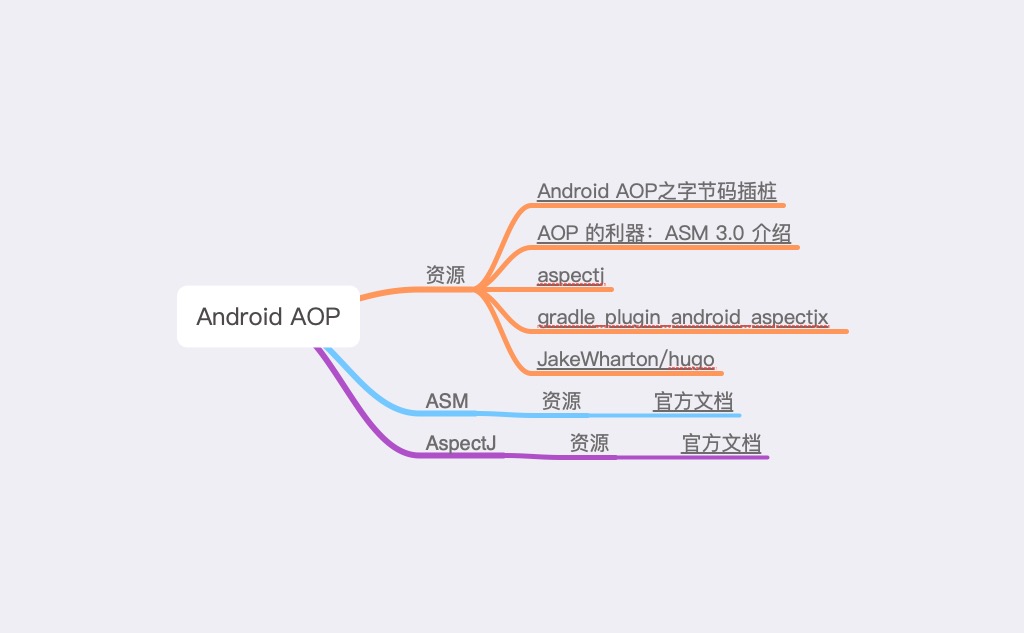 Android AOP
资源
Android AOP之字节码插桩
AOP 的利器：ASM 3.0 介绍
aspectj
gradle_plugin_android_aspectjx
JakeWharton/hugo
ASM 资源 官方文档
AspectJ 资源 官方文档